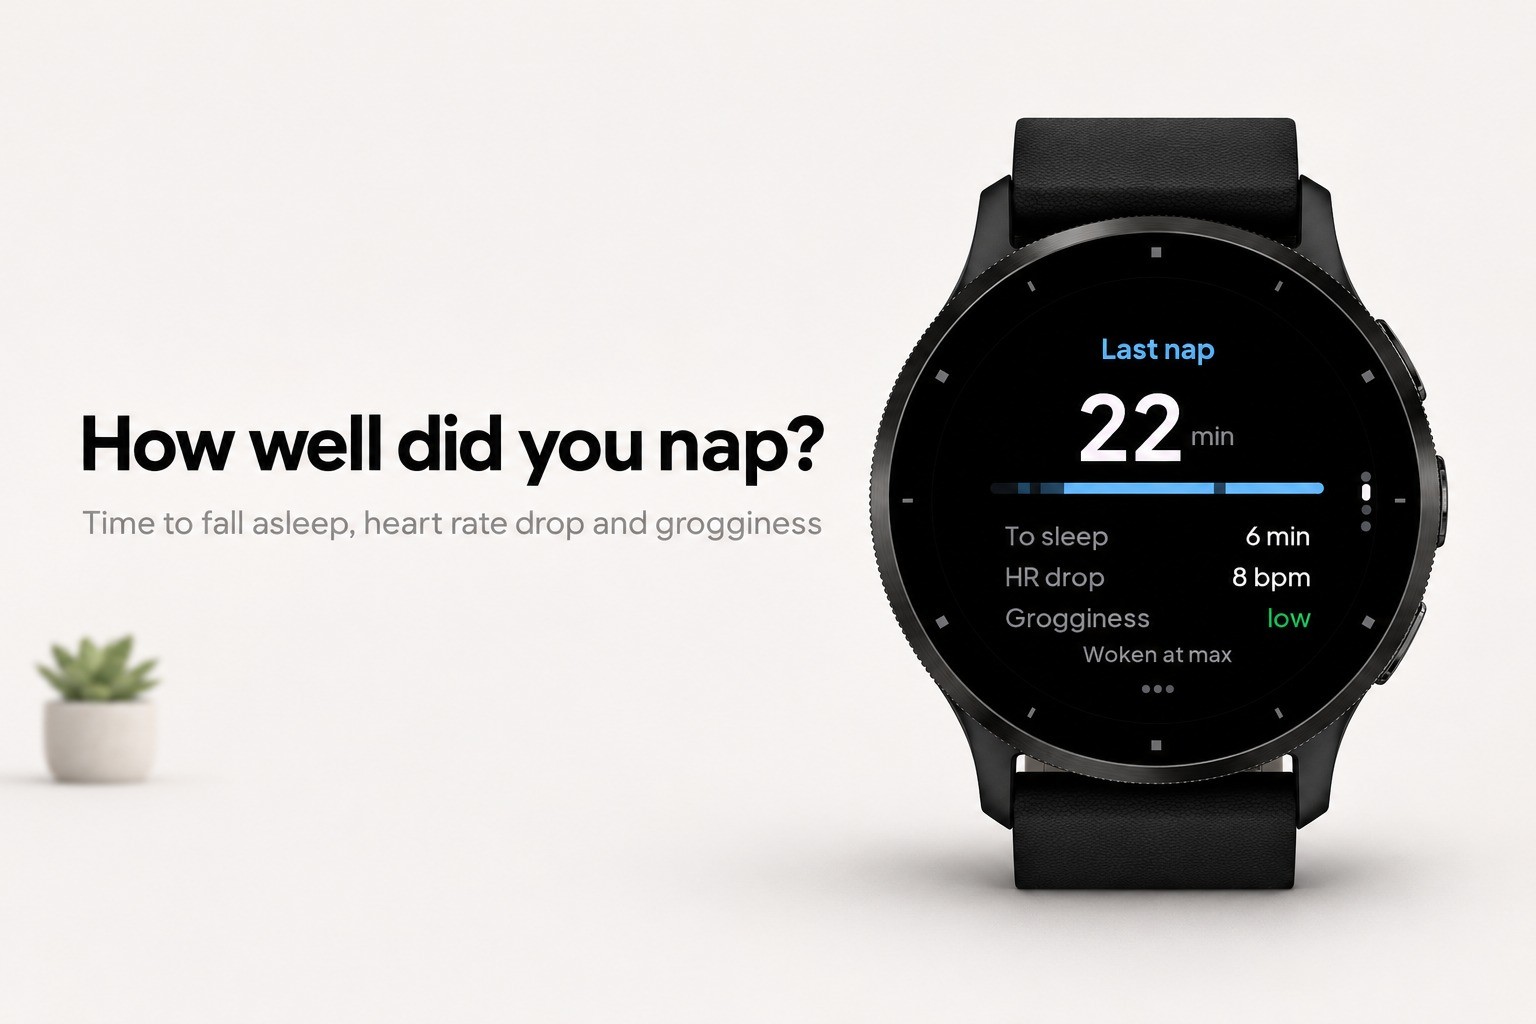 How well did you nap?
Time to fall asleep, heart rate drop and grogginess
Last nap
22 min
To sleep 6 min
HR drop 8 bpm
Grogginess low
Woken at max